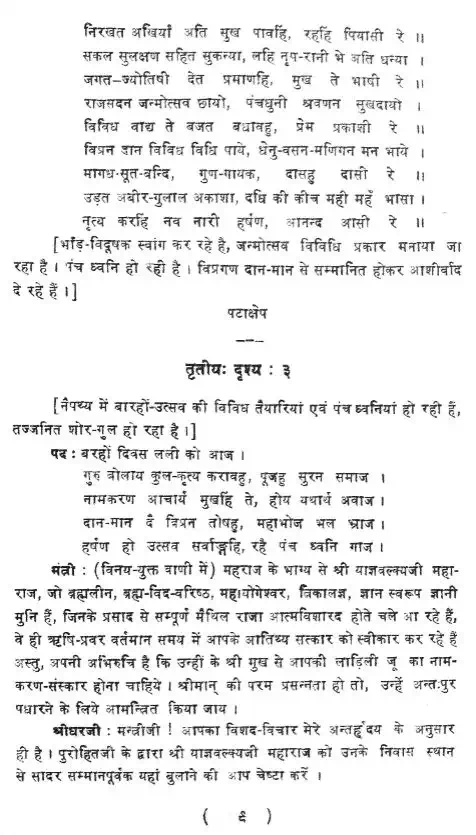 निरखत अखियाँ अति सुख पावहिं, रहहिं पियासी रे ॥
सकल सुलक्षण सहित सुकन्या, लहि नृप-रानी भे अति धन्या ।
जगत-ज्योतिषी देत प्रमाणहि, मुख ते भाषी रे ॥
राजसदन जन्मोत्सव छायो, पंचधुनी श्रवणन सुखदायो ।
विविध वाद्य ते बजत बधावहु, प्रेम प्रकाशी रे ॥
विप्रन दान विविध विधि पाये, धेनु-वसन-मणिगन मन भाये ।
मागध-सूत-वन्दि, गुण-गायक, दासहु दासी रे ॥
उड़त अबीर-गुलाल अकाशा, दधि की कीच मही महँ भासा ।
नृत्य करहिं नव नारी हर्षण, आनन्द आसी रे ॥
[भाँड़-विदूषक स्वांग कर रहे है, जन्मोत्सव विविधि प्रकार मनाया जा
रहा है । पंच ध्वनि हो रही है । विप्रगण दान-मान से सम्मानित होकर आशीर्वाद
दे रहे हैं ।]
पटाक्षेप
तृतीयः दृश्य : ३
[नैपथ्य में बारहों-उत्सव की विविध तैयारियां एवं पंच ध्वनियां हो रही हैं,
तज्जनित शोर-गुल हो रहा है ।]
पद : बरहों दिवस लली को आज ।
गुरु बोलाय कुल-कृत्य करावहु, पूजहु सुरन समाज ।
नामकरण आचार्य मुखहिं ते, होय यथार्थ अवाज ।
दान-मान दै विप्रन तोषहु, महाभोज भल भ्राज ।
हर्षण हो उत्सव सर्वाङ्गहि, रहै पंच ध्वनि गाज ।
मंत्री : (विनय-युक्त वाणी में) महराज के भाग्य से श्री याज्ञवल्क्यजी महा-
राज, जो ब्रह्मलीन, ब्रह्म-विद-वरिष्ठ, महायोगेश्वर, त्रिकालज्ञ, ज्ञान स्वरूप ज्ञानी
मुनि हैं, जिनके प्रसाद से सम्पूर्ण मैथिल राजा आत्मविशारद होते चले आ रहे हैं,
वे ही ऋषि-प्रवर वर्तमान समय में आपके आतिथ्य सत्कार को स्वीकार कर रहे हैं
अस्तु, अपनी अभिरुचि है कि उन्हीं के श्री मुख से आपकी लाड़िली जू का नाम-
करण-संस्कार होना चाहिये । श्रीमान् की परम प्रसन्नता हो तो, उन्हें अन्तःपुर
पधारने के लिये आमन्त्रित किया जाय ।
श्रीधरजी : मन्त्रीजी ! आपका विशद-विचार मेरे अन्तर्हृदय के अनुसार
ही है । पुरोहितजी के द्वारा श्री याज्ञवल्क्यजी महाराज को उनके निवास स्थान
से सादर सम्मानपूर्वक यहां बुलाने की आप चेष्टा करें ।
( ९ )